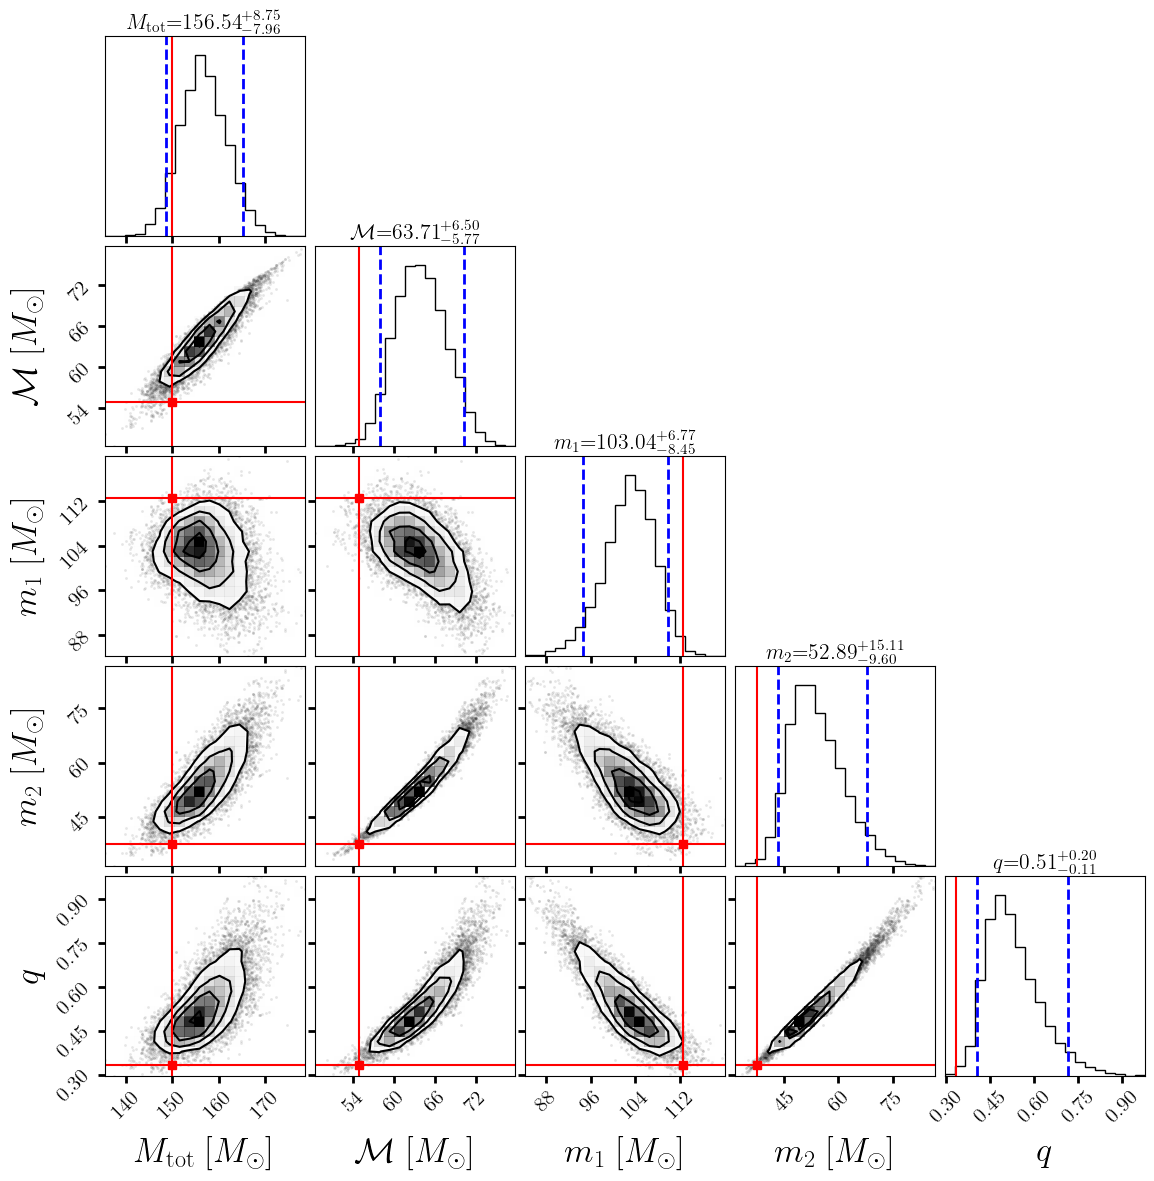 M_tot=156.54^{+8.75}_{-7.96}
ℳ=63.71^{+6.50}_{-5.77}
ℳ [M_⊙]
72
66
60
54
m_1=103.04^{+6.77}_{-8.45}
m_1 [M_⊙]
112
104
96
88
m_2=52.89^{+15.11}_{-9.60}
m_2 [M_⊙]
75
60
45
q=0.51^{+0.20}_{-0.11}
q
0.90
0.75
0.60
0.45
0.30
140 150 160 170 54 60 66 72 88 96 104 112 45 60 75 0.30 0.45 0.60 0.75 0.90
M_tot [M_⊙] ℳ [M_⊙] m_1 [M_⊙] m_2 [M_⊙] q